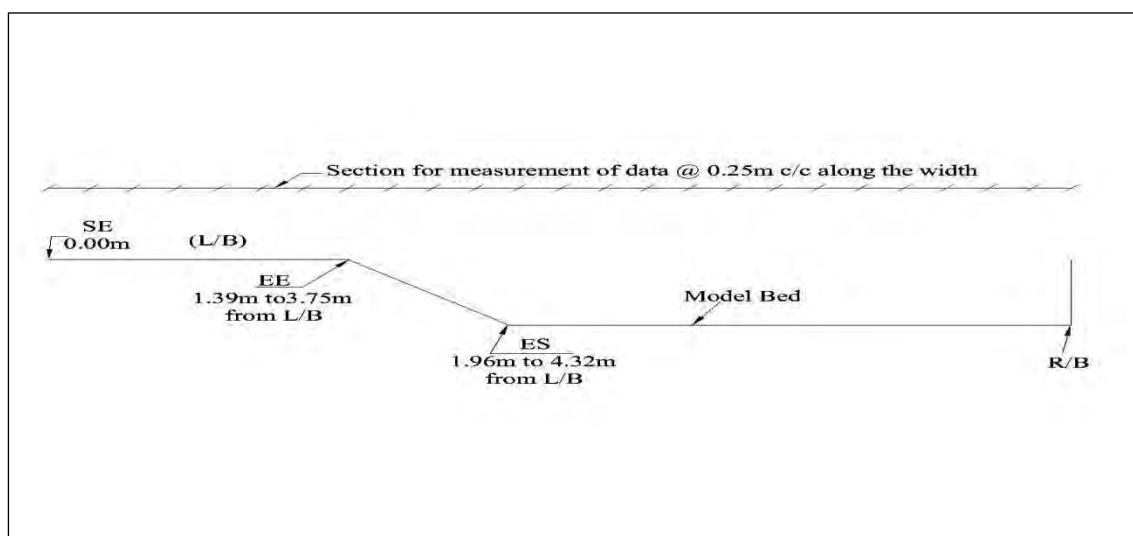 Section for measurement of data @ 0.25m c/c along the width
SE
0.00m
(L/B)
EE
1.39m to3.75m
from L/B
Model Bed
ES
1.96m to 4.32m
from L/B
R/B